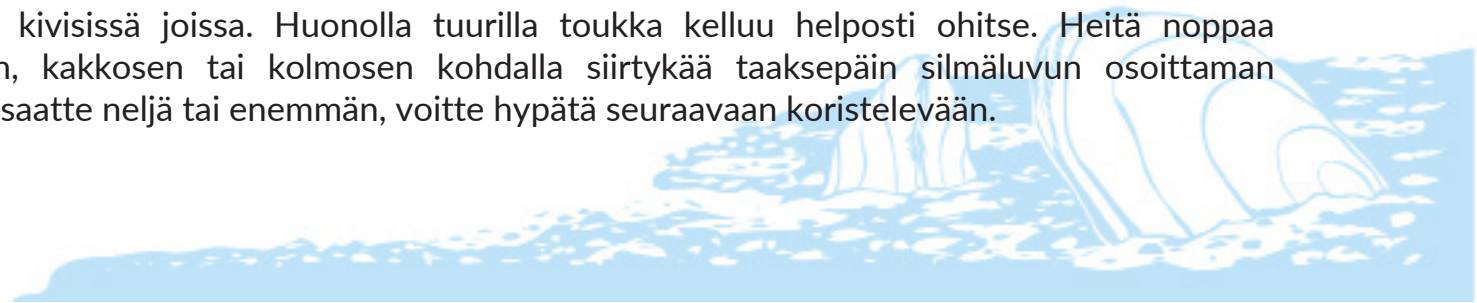 kivisissä joissa. Huonolla tuurilla toukka kelluu helposti ohitse. Heitä noppaa
kakkosen tai kolmosen kohdalla siirtykää taaksepäin silmäluvun osoittaman
saatte neljä tai enemmän, voitte hypätä seuraavaan koristelevään.